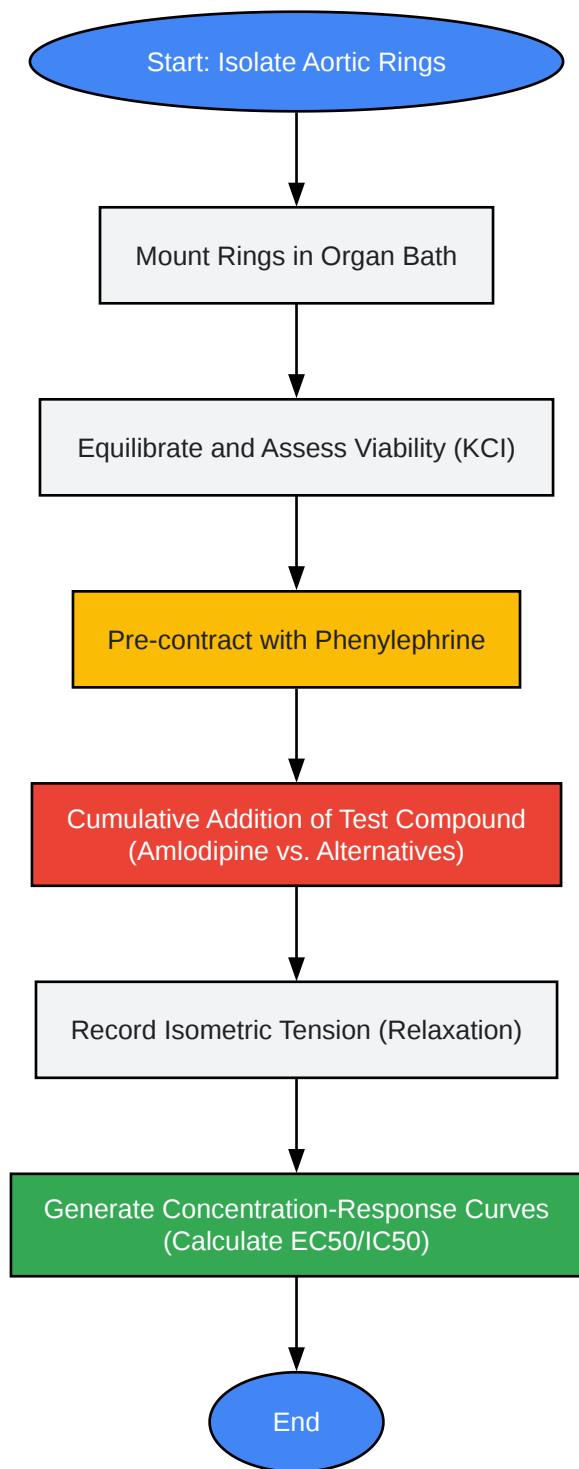 Start: Isolate Aortic Rings
Mount Rings in Organ Bath
Equilibrate and Assess Viability (KCl)
Pre-contract with Phenylephrine
Cumulative Addition of Test Compound
(Amlodipine vs. Alternatives)
Record Isometric Tension (Relaxation)
Generate Concentration-Response Curves
(Calculate EC50/IC50)
End